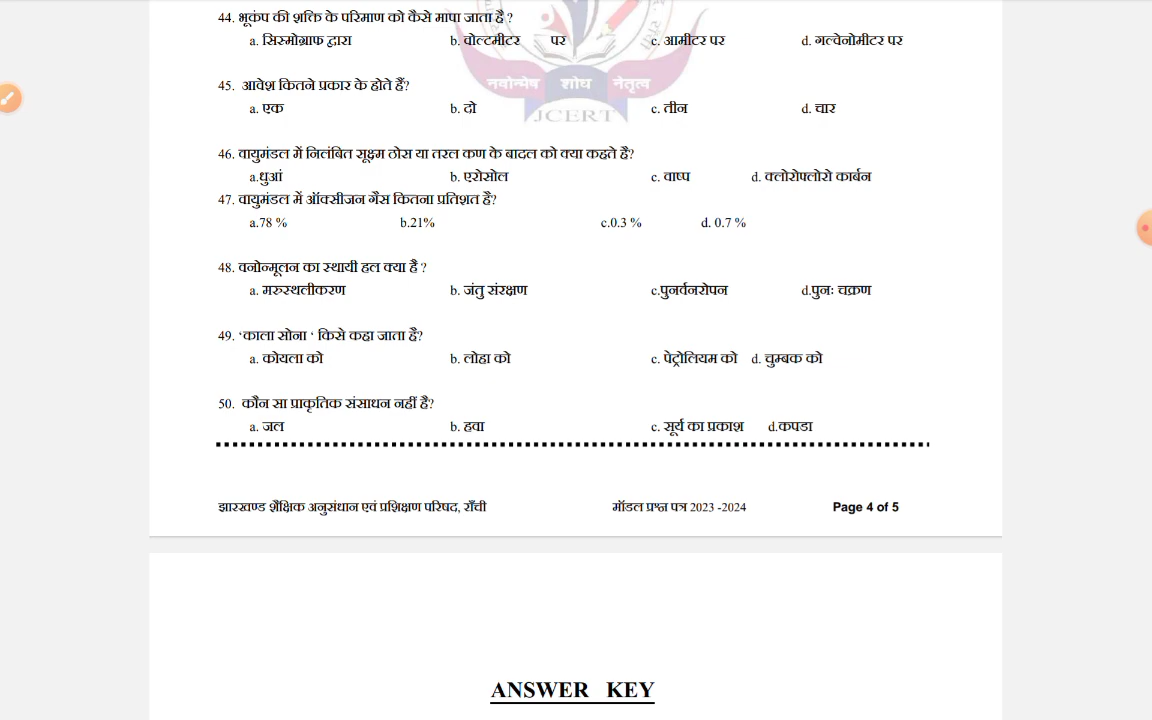 44. भूकंप की शक्ति के परिमाण को कैसे मापा जाता है ?
a. सिस्मोग्राफ द्वारा b. वोल्टमीटर पर c. आमीटर पर d. गल्वेनोमीटर पर
45. आवेश कितने प्रकार के होते हैं?
a. एक b. दो c. तीन d. चार
नवोन्मेष शोध नेतृत्व
JCERT
46. वायुमंडल में निलंबित सूक्ष्म ठोस या तरल कण के बादल को क्या कहते है?
a.धुआं b. एरोसोल c. वाष्प d. क्लोरोफ्लोरो कार्बन
47. वायुमंडल में ऑक्सीजन गैस कितना प्रतिशत है?
a.78 % b.21% c.0.3 % d. 0.7 %
48. वनोन्मूलन का स्थायी हल क्या है ?
a. मरुस्थलीकरण b. जंतु संरक्षण c.पुनर्वनरोपन d.पुनः चक्रण
49. 'काला सोना ' किसे कहा जाता है?
a. कोयला को b. लोहा को c. पेट्रोलियम को d. चुम्बक को
50. कौन सा प्राकृतिक संसाधन नहीं है?
a. जल b. हवा c. सूर्य का प्रकाश d.कपडा
झारखण्ड शैक्षिक अनुसंधान एवं प्रशिक्षण परिषद, राँची मॉडल प्रश्न पत्र 2023 -2024 Page 4 of 5
ANSWER KEY